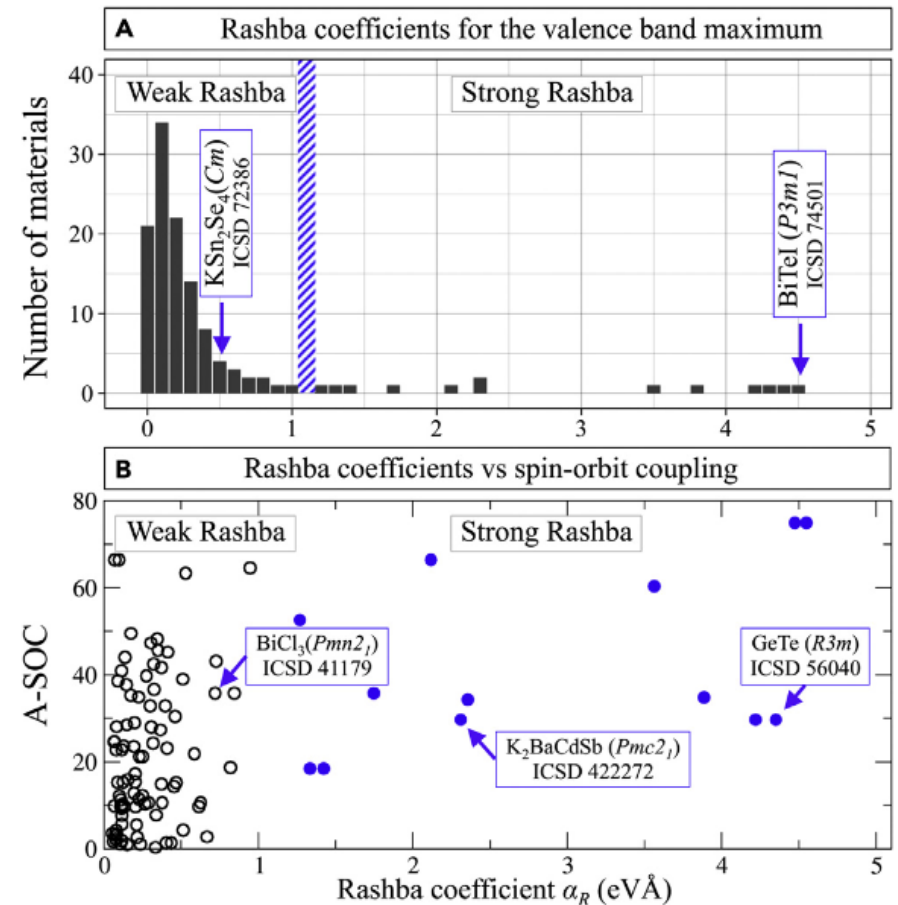 A Rashba coefficients for the valence band maximum
Number of materials
40
30
20
10
0
Weak Rashba
Strong Rashba
KSn2Se4(Cm)
ICSD 72386
BiTeI (P3m1)
ICSD 74501
0 1 2 3 4 5
B Rashba coefficients vs spin-orbit coupling
A-SOC
80
60
40
20
0
Weak Rashba
Strong Rashba
BiCl3(Pmn21)
ICSD 41179
GeTe (R3m)
ICSD 56040
K2BaCdSb (Pmc21)
ICSD 422272
0 1 2 3 4 5
Rashba coefficient αR (eVÅ)